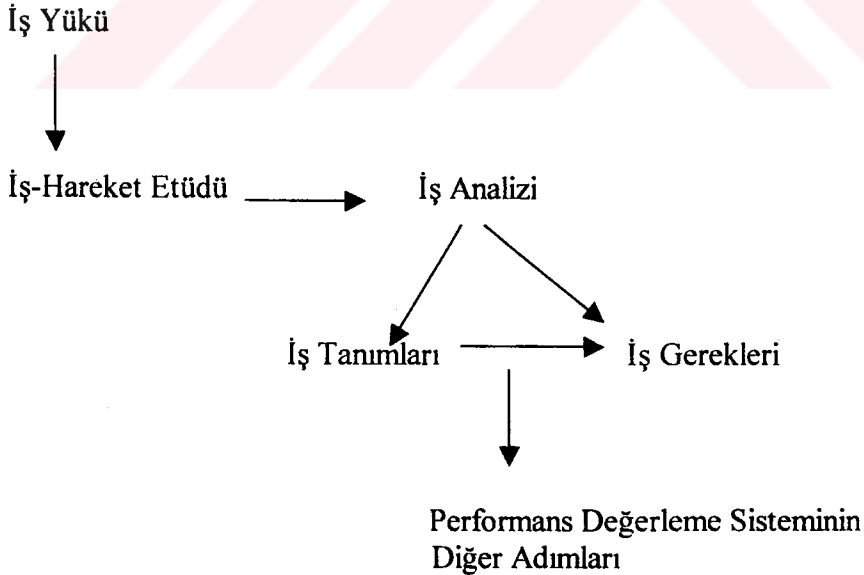 İş Yükü
İş-Hareket Etüdü
İş Analizi
İş Tanımları
İş Gerekleri
Performans Değerleme Sisteminin
Diğer Adımları